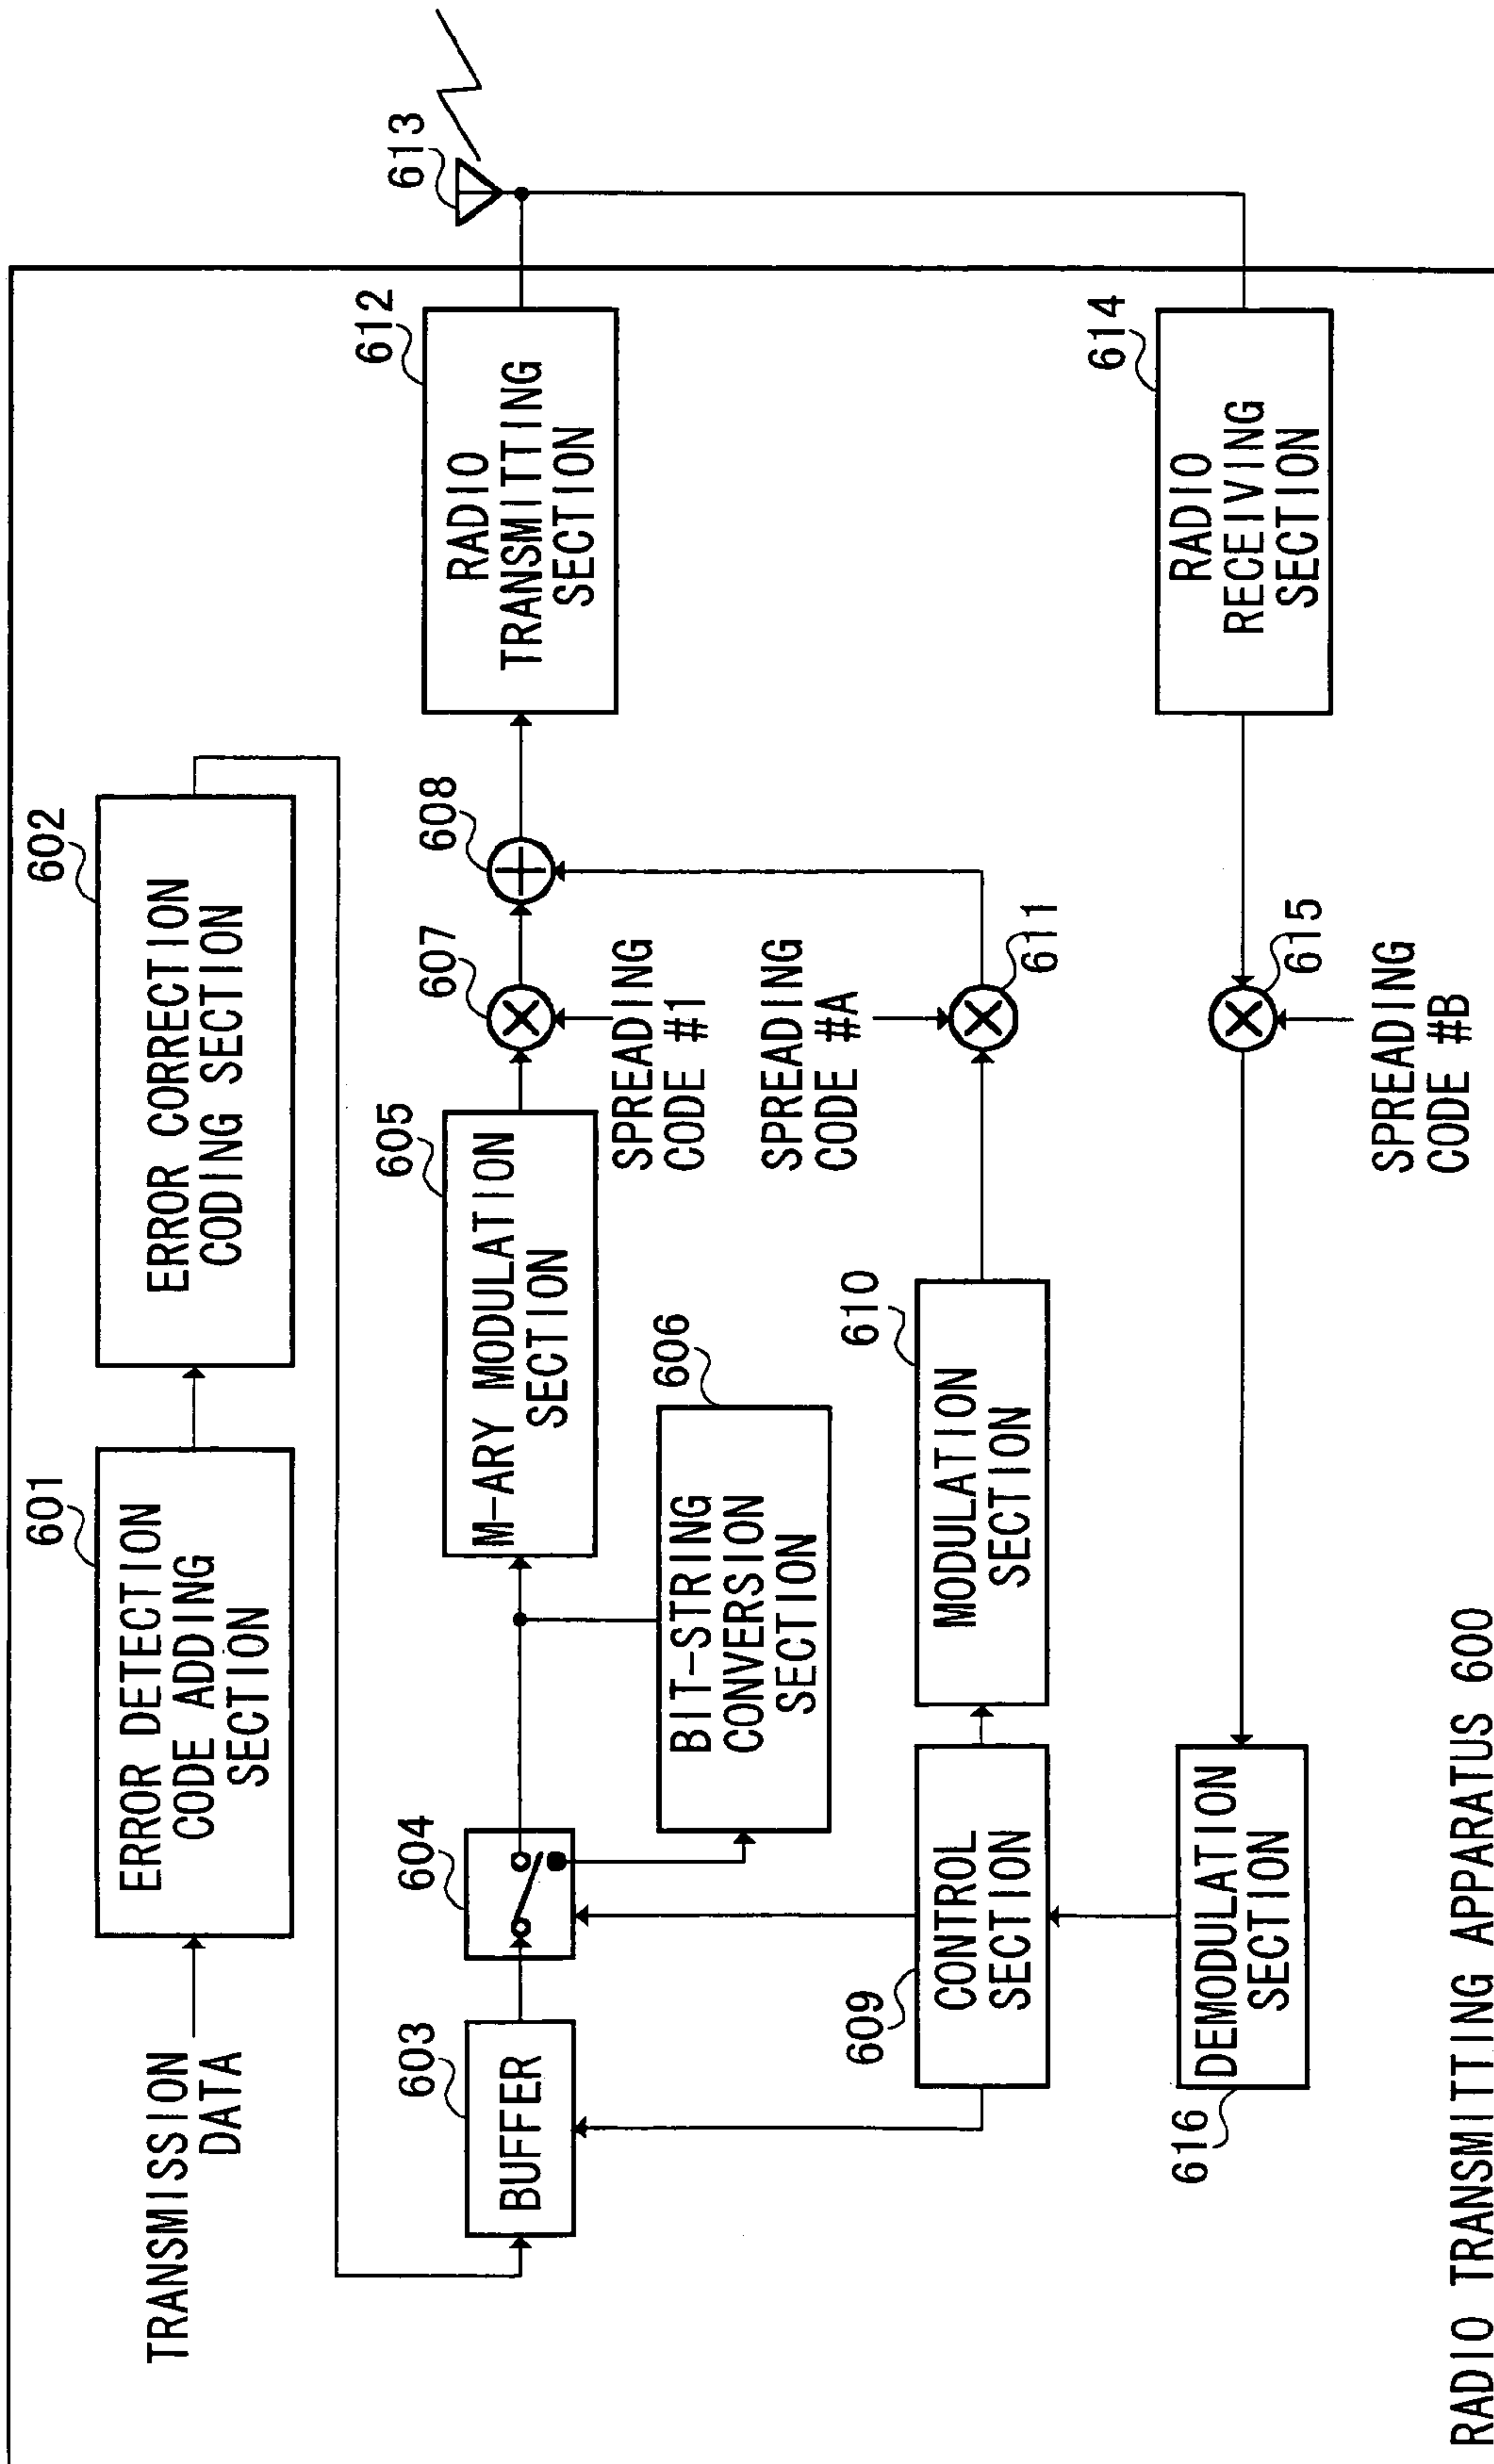 601
ERROR DETECTION
CODE ADDING
SECTION
602
ERROR CORRECTION
CODING SECTION
TRANSMISSION
DATA
603
BUFFER
604
605
M-ARY MODULATION
SECTION
606
BIT-STRING
CONVERSION
SECTION
607
608
SPREADING
CODE #1
612
RADIO
TRANSMITTING
SECTION
613
SPREADING
CODE #A
609
CONTROL
SECTION
610
MODULATION
SECTION
611
614
RADIO
RECEIVING
SECTION
615
SPREADING
CODE #B
616
DEMODULATION
SECTION
RADIO TRANSMITTING APPARATUS 600